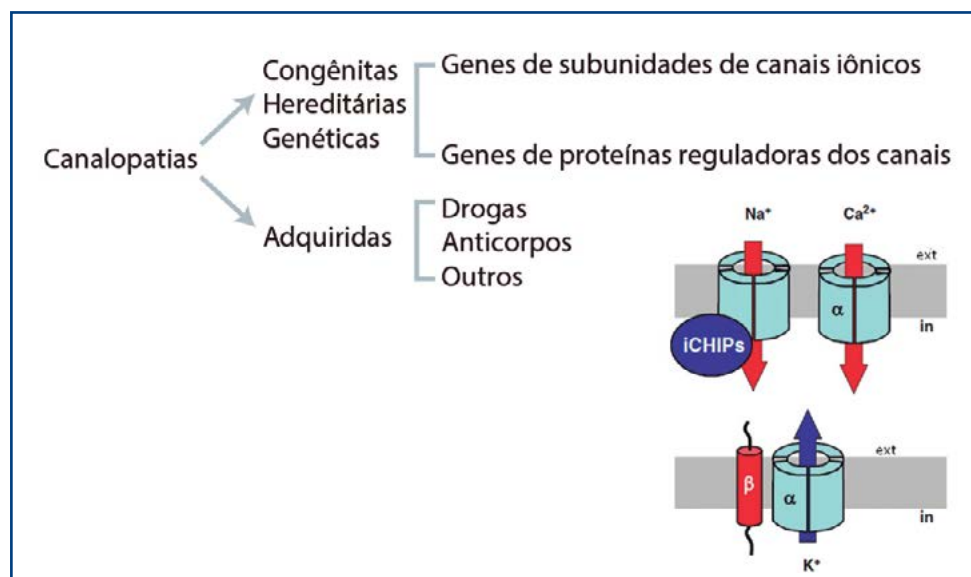 Canalopatias
Congênitas
Hereditárias
Genéticas
Genes de subunidades de canais iônicos
Genes de proteínas reguladoras dos canais
Adquiridas
Drogas
Anticorpos
Outros
Na⁺
Ca²⁺
ext
α
in
iCHIPs
ext
β
α
in
K⁺